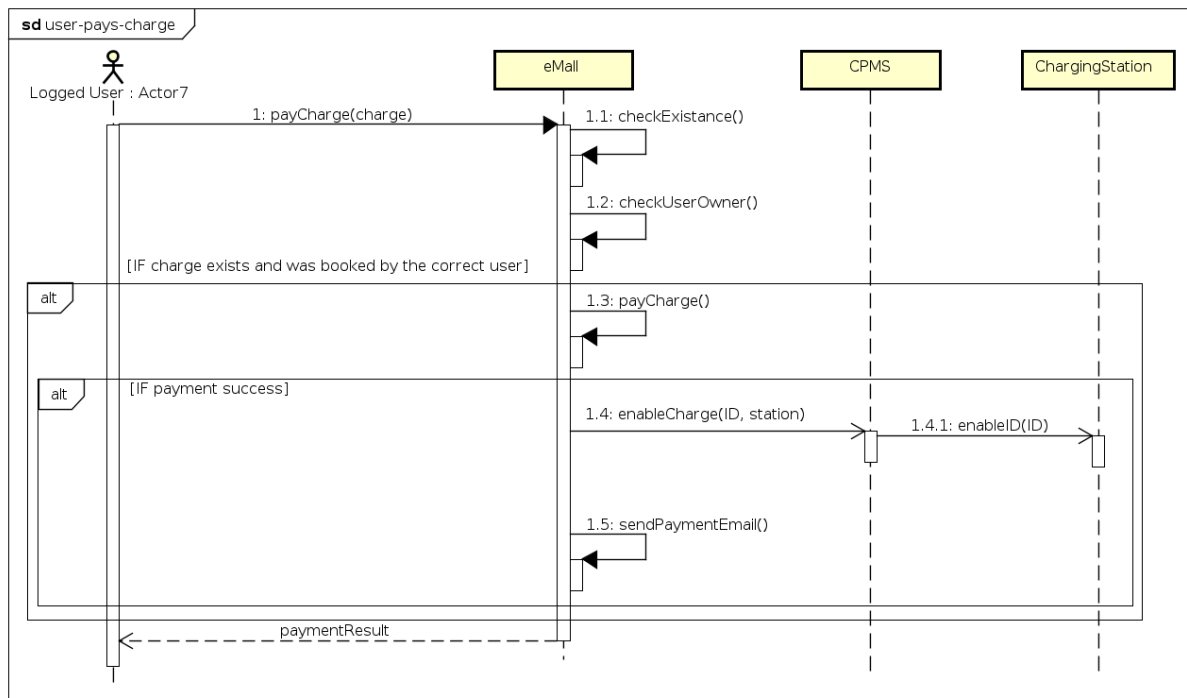 sd user-pays-charge
Logged User : Actor7
eMall
CPMS
ChargingStation
1: payCharge(charge)
1.1: checkExistance()
1.2: checkUserOwner()
[IF charge exists and was booked by the correct user]
alt
1.3: payCharge()
alt
[IF payment success]
1.4: enableCharge(ID, station)
1.4.1: enableID(ID)
1.5: sendPaymentEmail()
paymentResult